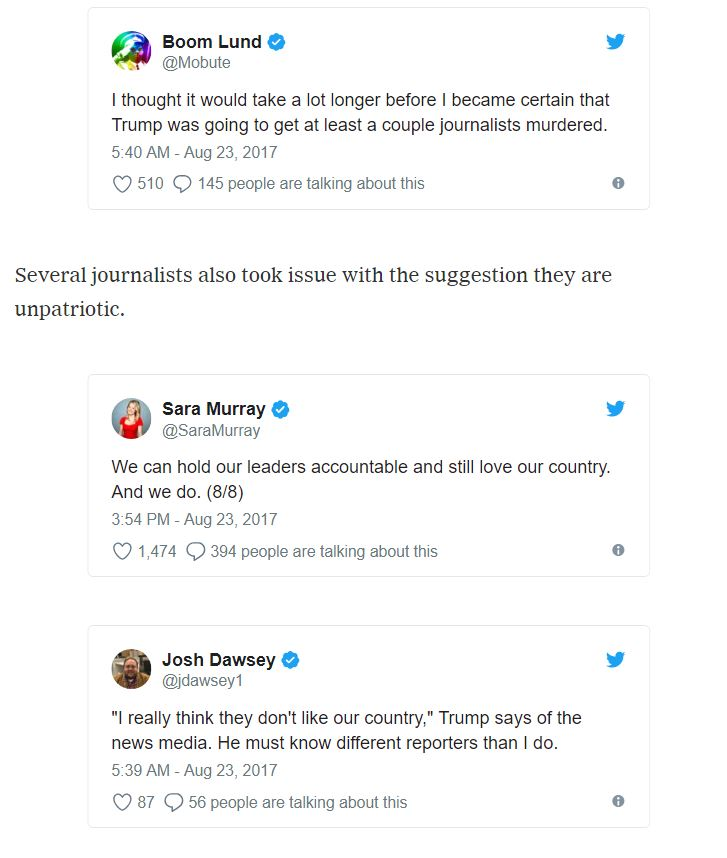 Boom Lund
@Mobute
I thought it would take a lot longer before I became certain that
Trump was going to get at least a couple journalists murdered.
5:40 AM - Aug 23, 2017
510 145 people are talking about this
Several journalists also took issue with the suggestion they are
unpatriotic.
Sara Murray
@SaraMurray
We can hold our leaders accountable and still love our country.
And we do. (8/8)
3:54 PM - Aug 23, 2017
1,474 394 people are talking about this
Josh Dawsey
@jdawsey1
"I really think they don't like our country," Trump says of the
news media. He must know different reporters than I do.
5:39 AM - Aug 23, 2017
87 56 people are talking about this